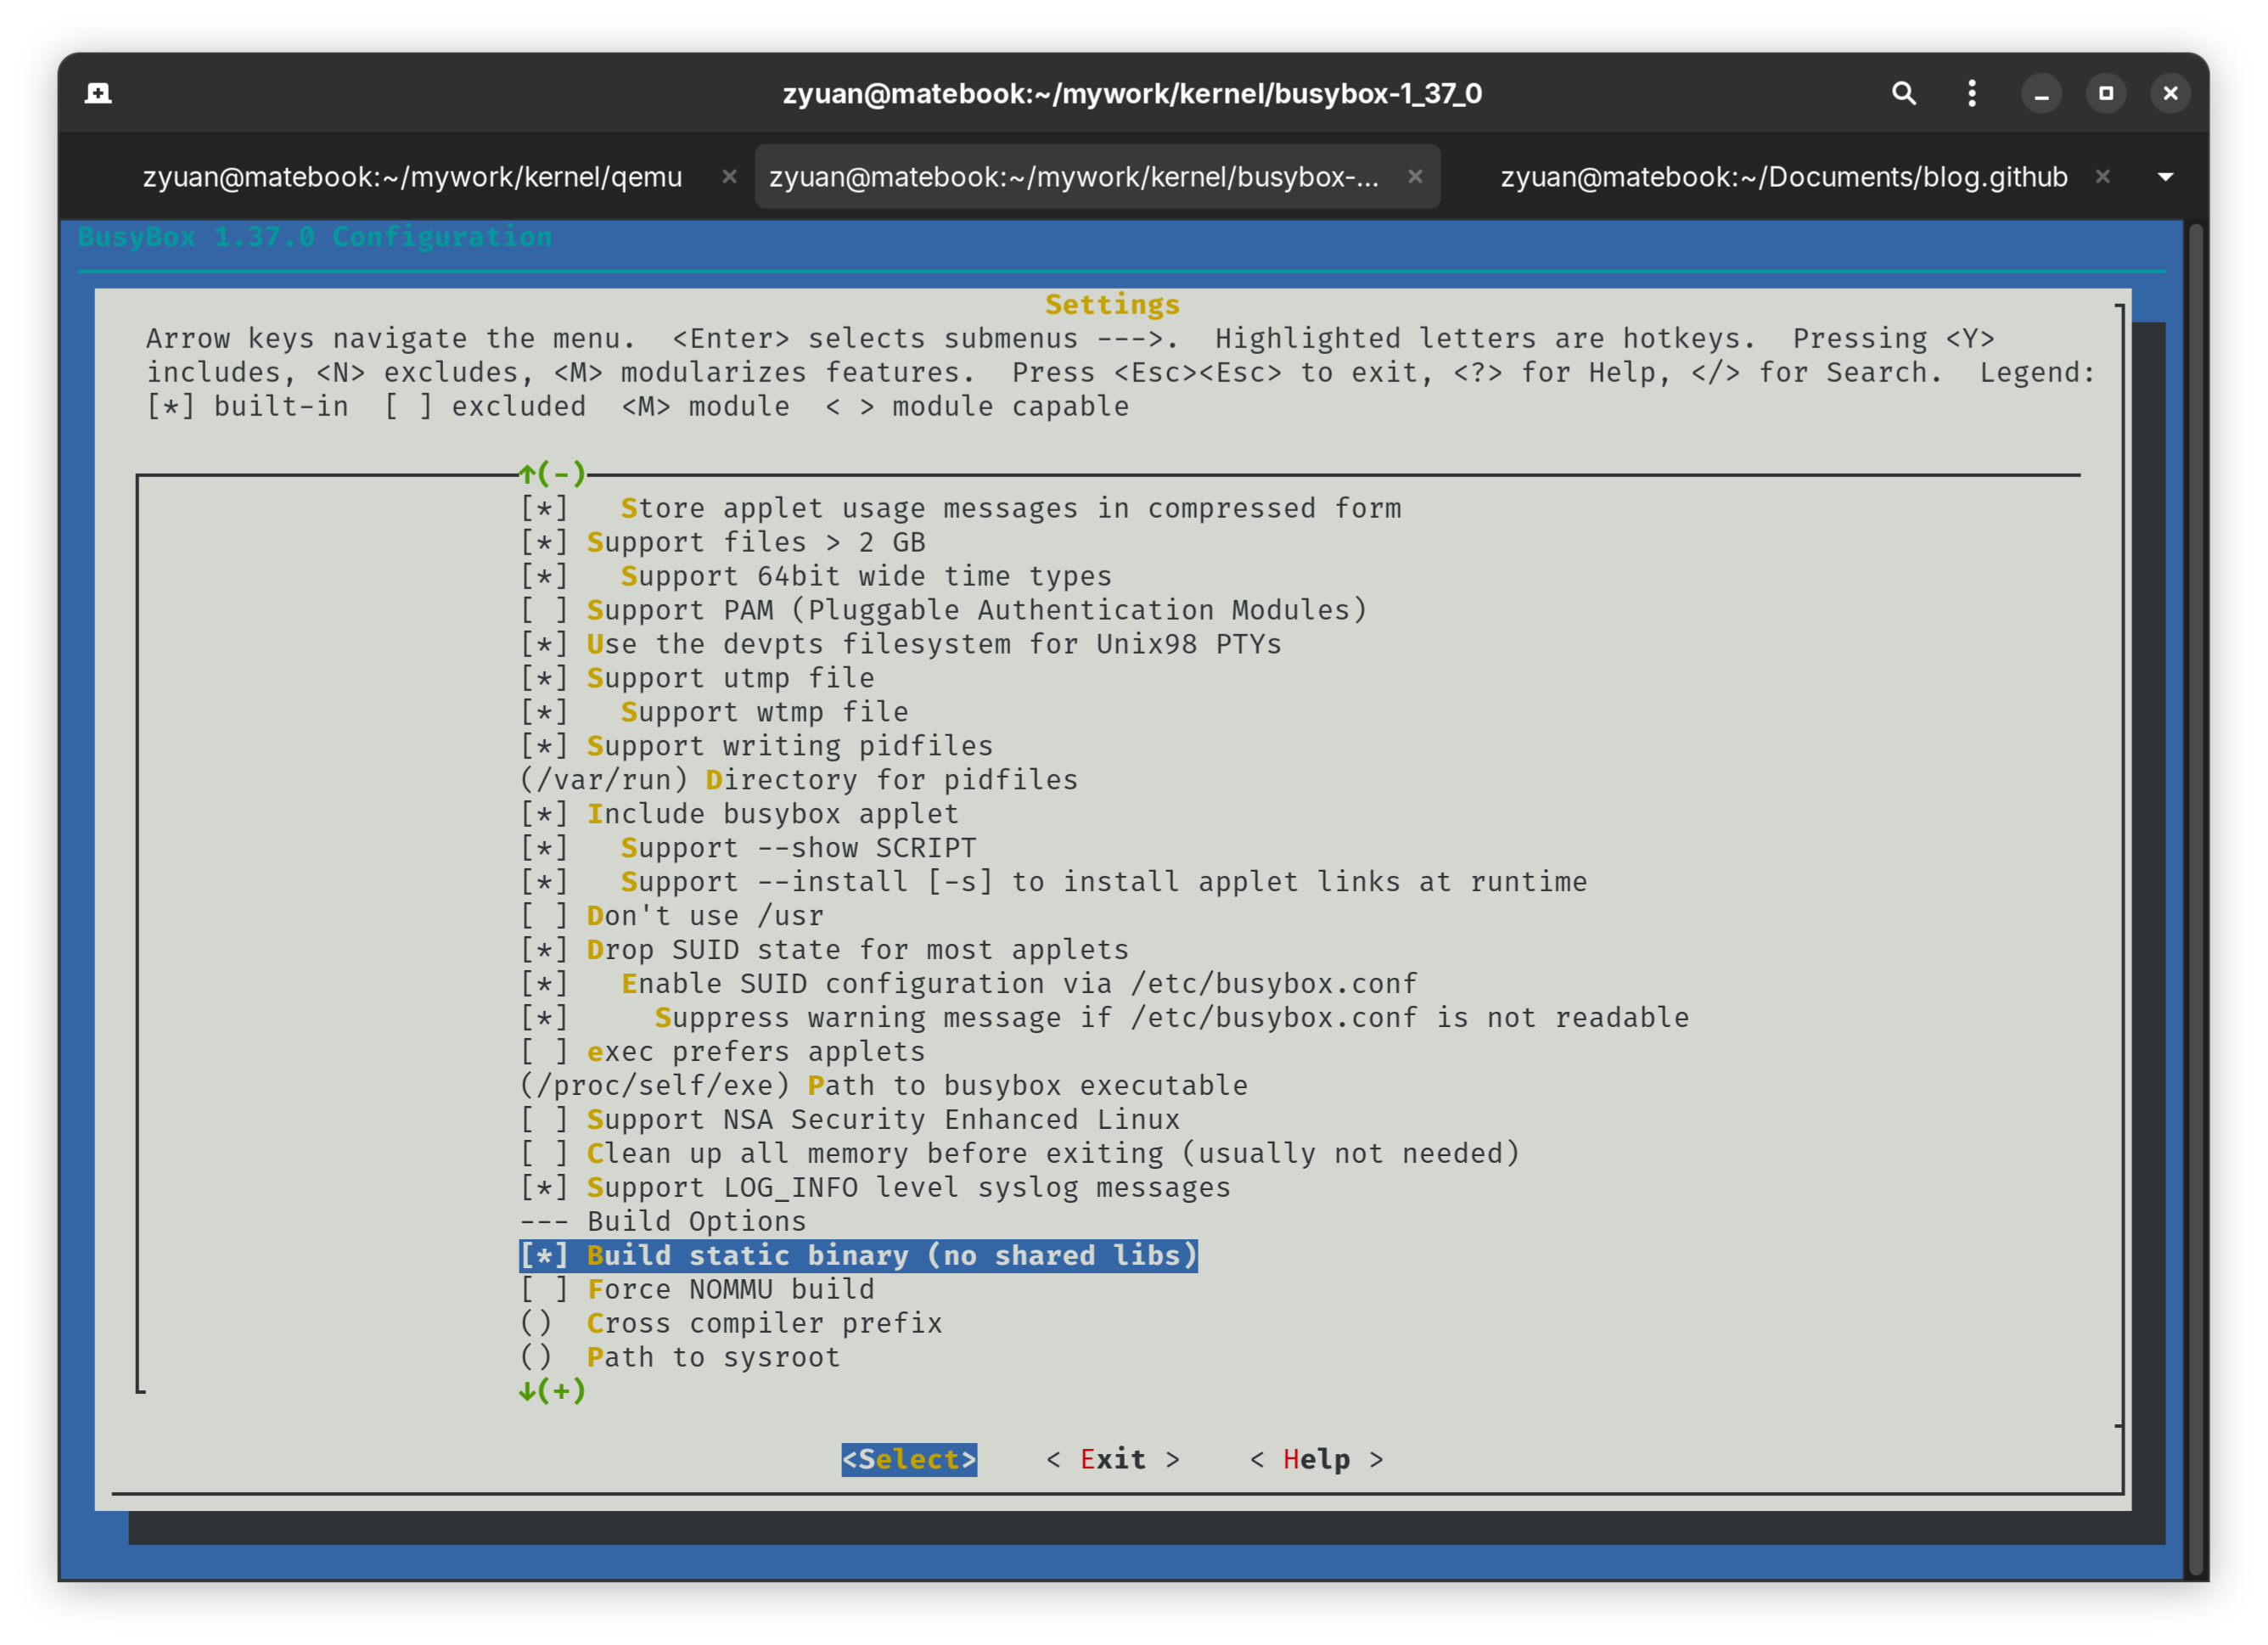 zyuan@matebook:~/mywork/kernel/busybox-1_37_0
zyuan@matebook:~/mywork/kernel/qemu
zyuan@matebook:~/mywork/kernel/busybox-...
zyuan@matebook:~/Documents/blog.github
BusyBox 1.37.0 Configuration
Settings
Arrow keys navigate the menu.  <Enter> selects submenus --->.  Highlighted letters are hotkeys.  Pressing <Y>
includes, <N> excludes, <M> modularizes features.  Press <Esc><Esc> to exit, <?> for Help, </> for Search.  Legend:
[*] built-in  [ ] excluded  <M> module  < > module capable
↑(-)
[*]   Store applet usage messages in compressed form
[*] Support files > 2 GB
[*]   Support 64bit wide time types
[ ] Support PAM (Pluggable Authentication Modules)
[*] Use the devpts filesystem for Unix98 PTYs
[*] Support utmp file
[*]   Support wtmp file
[*] Support writing pidfiles
(/var/run) Directory for pidfiles
[*] Include busybox applet
[*]   Support --show SCRIPT
[*]   Support --install [-s] to install applet links at runtime
[ ] Don't use /usr
[*] Drop SUID state for most applets
[*]   Enable SUID configuration via /etc/busybox.conf
[*]     Suppress warning message if /etc/busybox.conf is not readable
[ ] exec prefers applets
(/proc/self/exe) Path to busybox executable
[ ] Support NSA Security Enhanced Linux
[ ] Clean up all memory before exiting (usually not needed)
[*] Support LOG_INFO level syslog messages
--- Build Options
[*] Build static binary (no shared libs)
[ ] Force NOMMU build
()  Cross compiler prefix
()  Path to sysroot
↓(+)
<Select>    < Exit >    < Help >